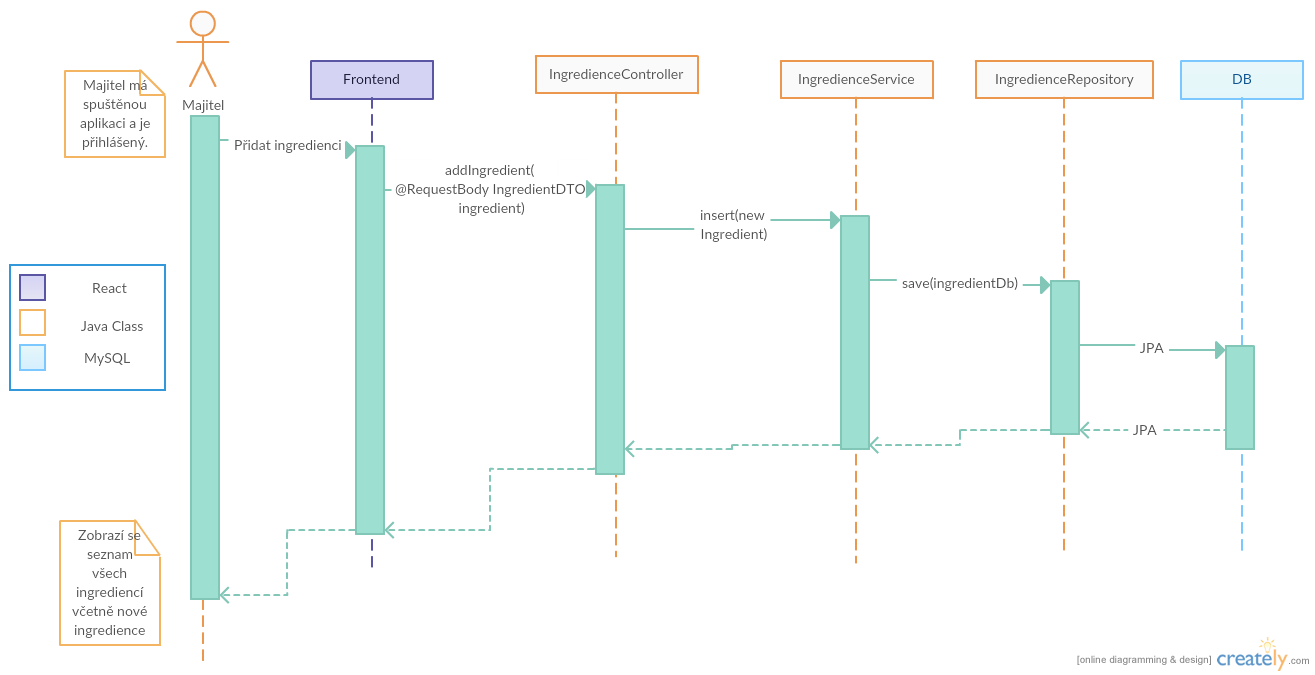 Majitel má
spuštěnou
aplikaci a je
přihlášený.
Majitel
Frontend
IngredienceController
IngredienceService
IngredienceRepository
DB
Přidat ingredienci
addIngredient(
@RequestBody IngredientDTO
ingredient)
insert(new
Ingredient)
save(ingredientDb)
JPA
JPA
React
Java Class
MySQL
Zobrazí se
seznam
všech
ingrediencí
včetně nové
ingredience
[online diagramming & design] creately.com